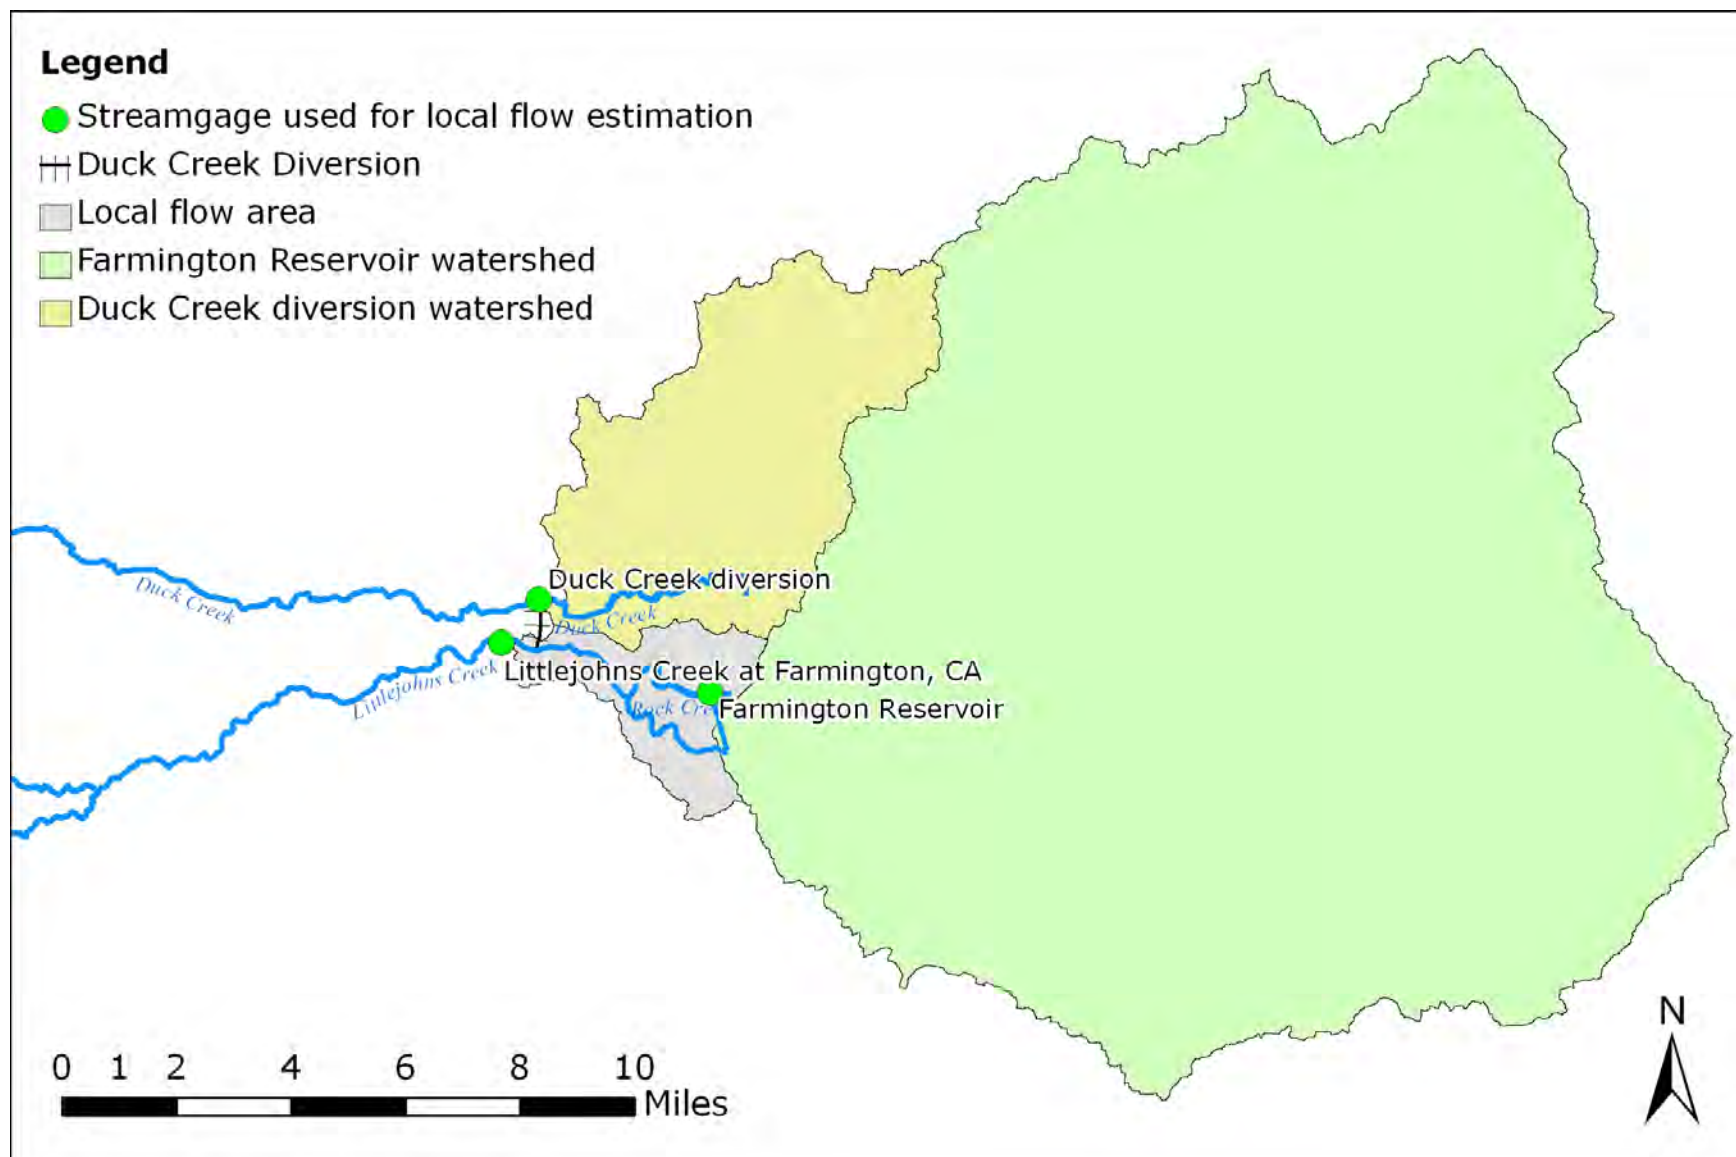 Legend
Streamgage used for local flow estimation
Duck Creek Diversion
Local flow area
Farmington Reservoir watershed
Duck Creek diversion watershed
Duck Creek diversion
Duck Creek
Duck Creek
Littlejohns Creek at Farmington, CA
Littlejohns Creek
Rock Cre
Farmington Reservoir
N
0 1 2 4 6 8 10
Miles